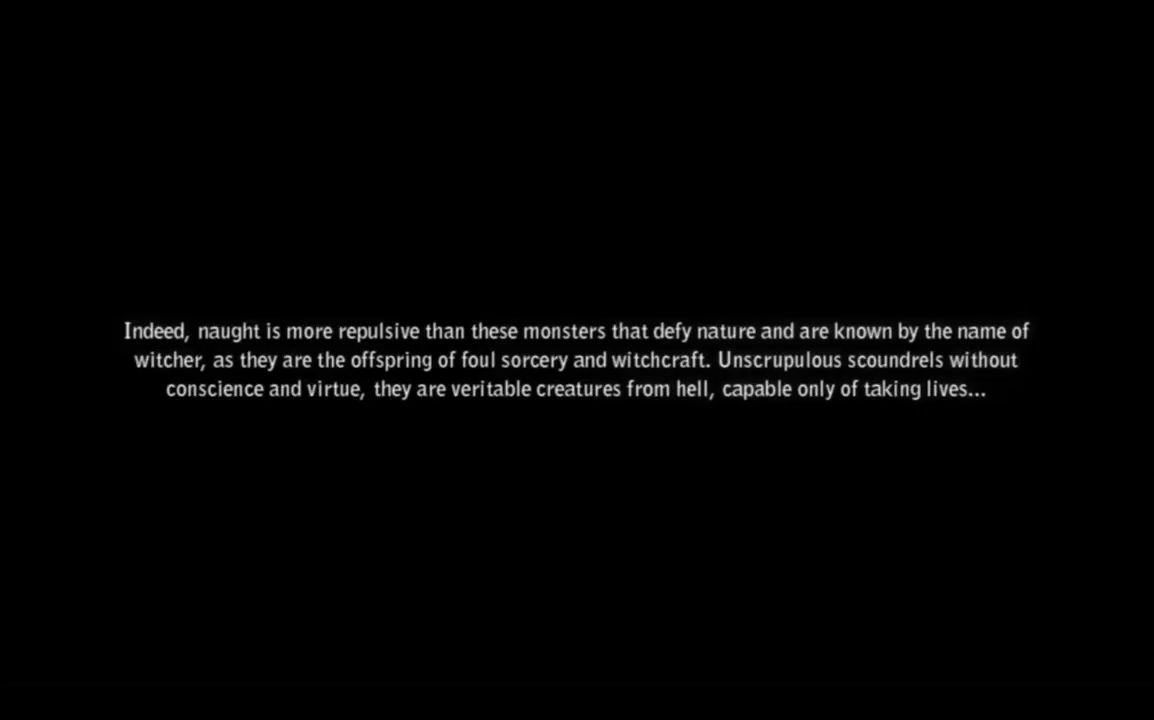 Indeed, naught is more repulsive than these monsters that defy nature and are known by the name of
witcher, as they are the offspring of foul sorcery and witchcraft. Unscrupulous scoundrels without
conscience and virtue, they are veritable creatures from hell, capable only of taking lives...